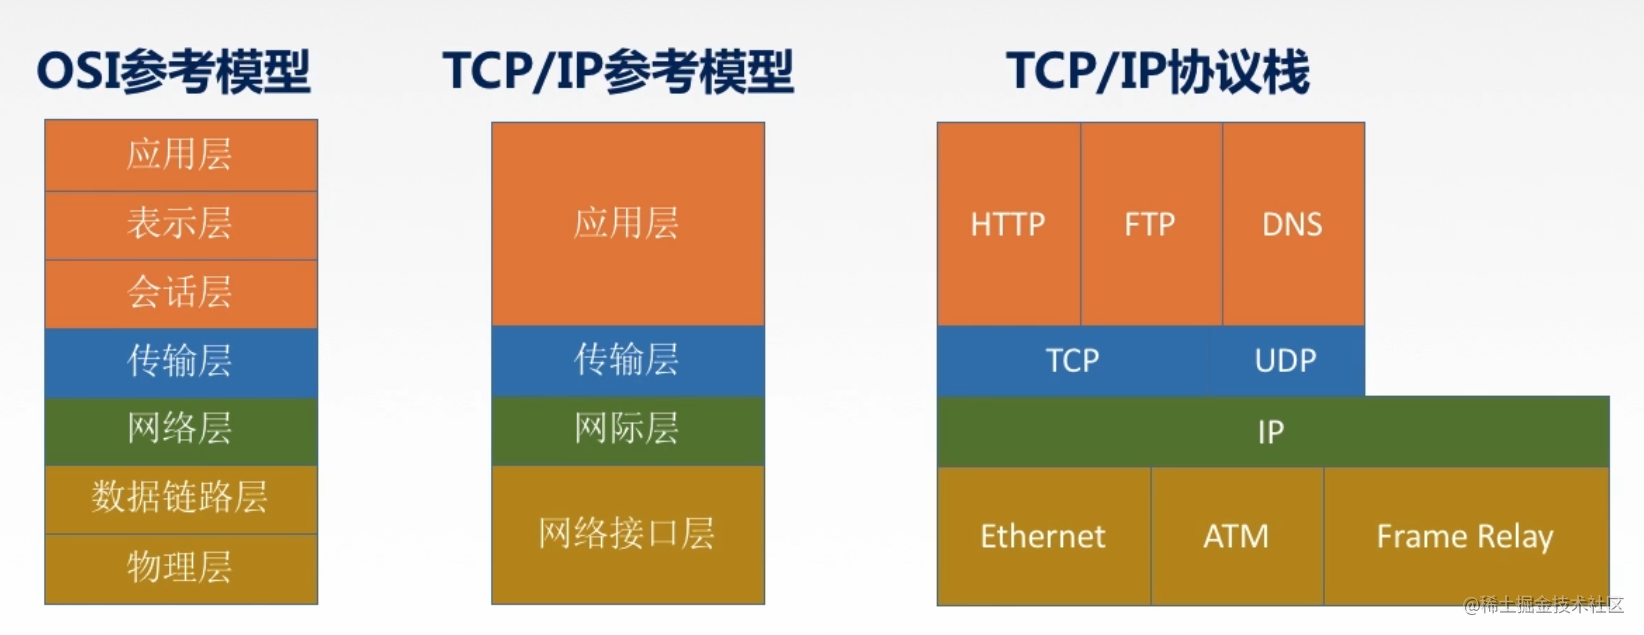 OSI参考模型
应用层
表示层
会话层
传输层
网络层
数据链路层
物理层
TCP/IP参考模型
应用层
传输层
网际层
网络接口层
TCP/IP协议栈
HTTP FTP DNS
TCP UDP
IP
Ethernet ATM Frame Relay
@稀土掘金技术社区